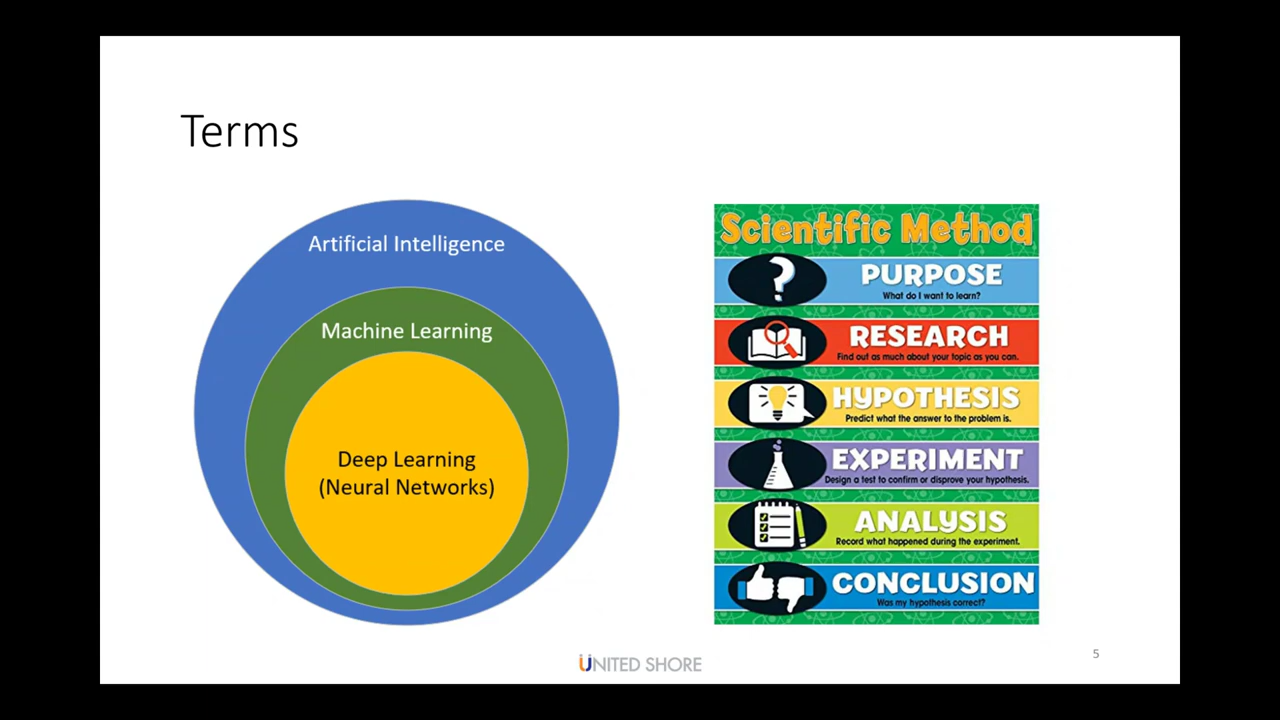 Terms
Artificial Intelligence
Machine Learning
Deep Learning
(Neural Networks)
Scientific Method
PURPOSE
What do I want to learn?
RESEARCH
Find out as much about your topic as you can.
HYPOTHESIS
Predict what the answer to the problem is.
EXPERIMENT
Design a test to confirm or disprove your hypothesis.
ANALYSIS
Record what happened during the experiment.
CONCLUSION
Was my hypothesis correct?
UNITED SHORE
5